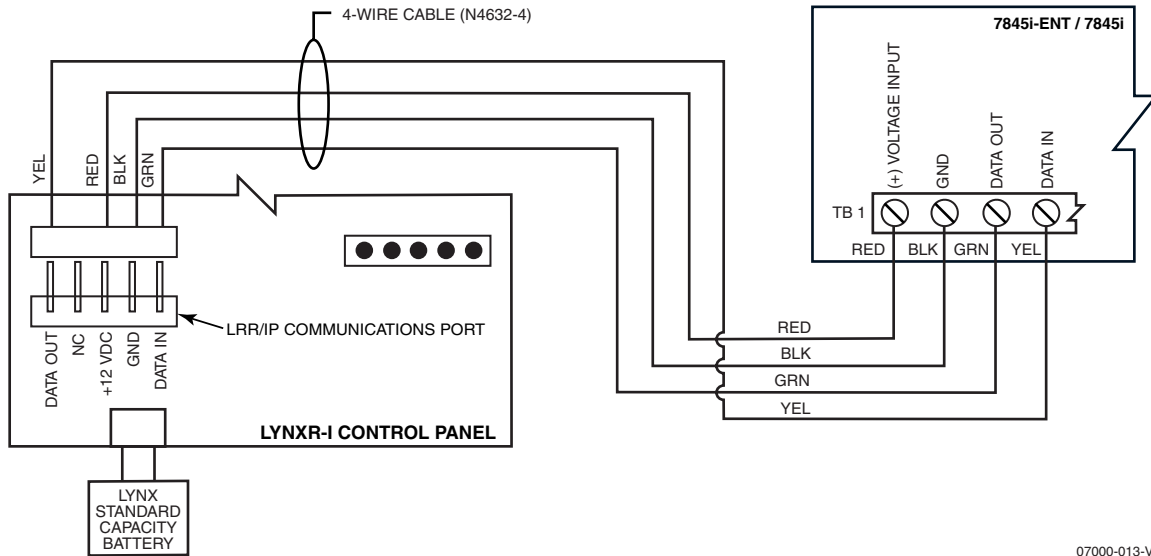 4-WIRE CABLE (N4632-4)
7845i-ENT / 7845i
(+) VOLTAGE INPUT
GND
DATA OUT
DATA IN
YEL
RED
BLK
GRN
TB 1
RED
BLK
GRN
YEL
LRR/IP COMMUNICATIONS PORT
DATA OUT
NC
+12 VDC
GND
DATA IN
RED
BLK
GRN
YEL
LYNXR-I CONTROL PANEL
LYNX
STANDARD
CAPACITY
BATTERY